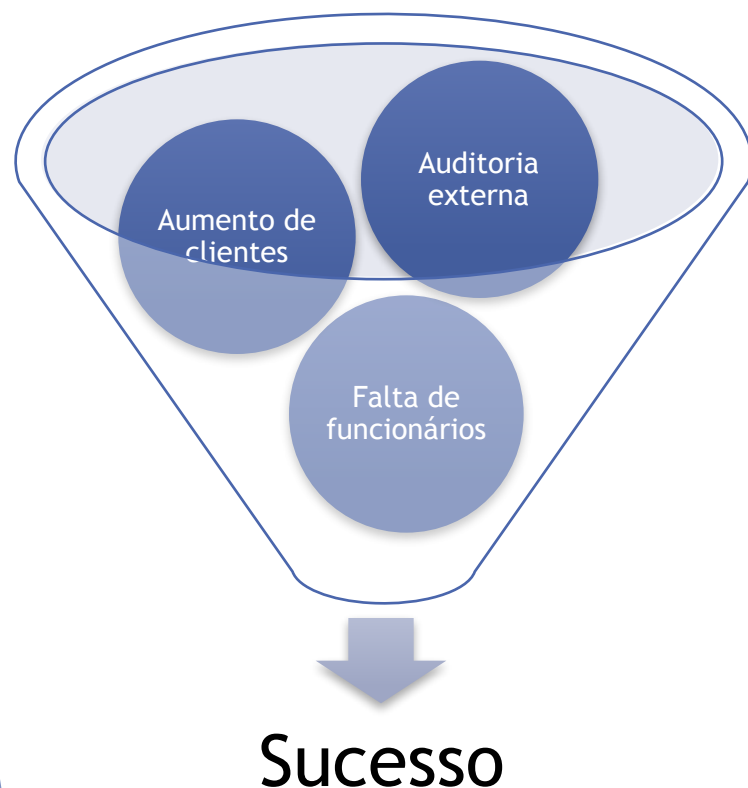 Auditoria
externa
Aumento de
clientes
Falta de
funcionários
Sucesso